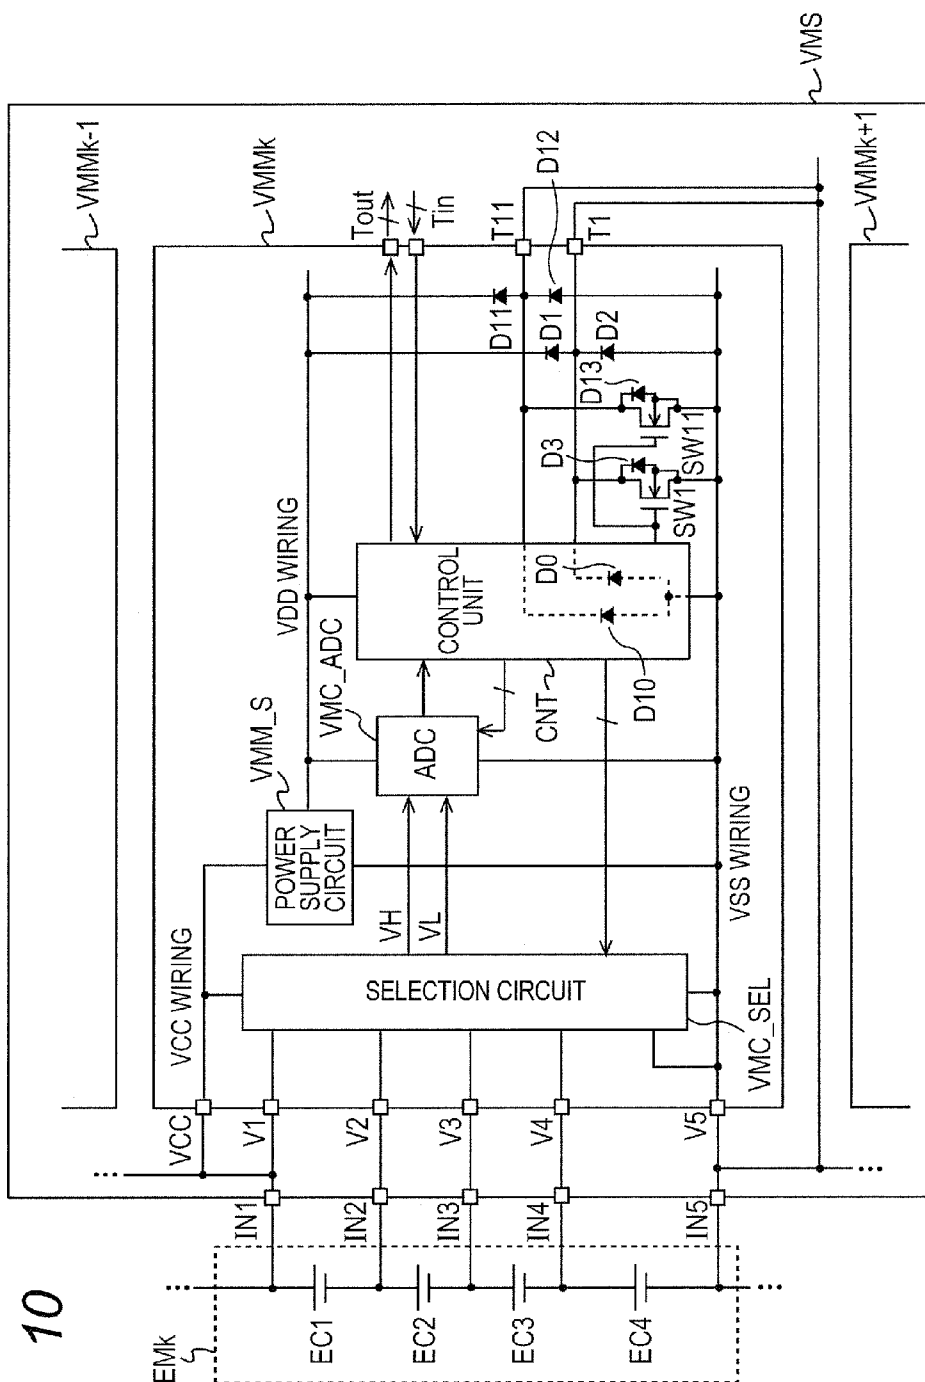 10
VMS
VMMk-1
VMMk
VMMk+1
Tout
Tin
T11
T1
D12
D11
D1
D2
D13
D3
SW11
SW1
VDD WIRING
CONTROL
UNIT
D0
D10
CNT
VMC_ADC
ADC
VMM_S
POWER
SUPPLY
CIRCUIT
VH
VL
VSS WIRING
VCC WIRING
SELECTION CIRCUIT
VMC_SEL
VCC
V1
V2
V3
V4
V5
IN1
IN2
IN3
IN4
IN5
EMk
EC1
EC2
EC3
EC4